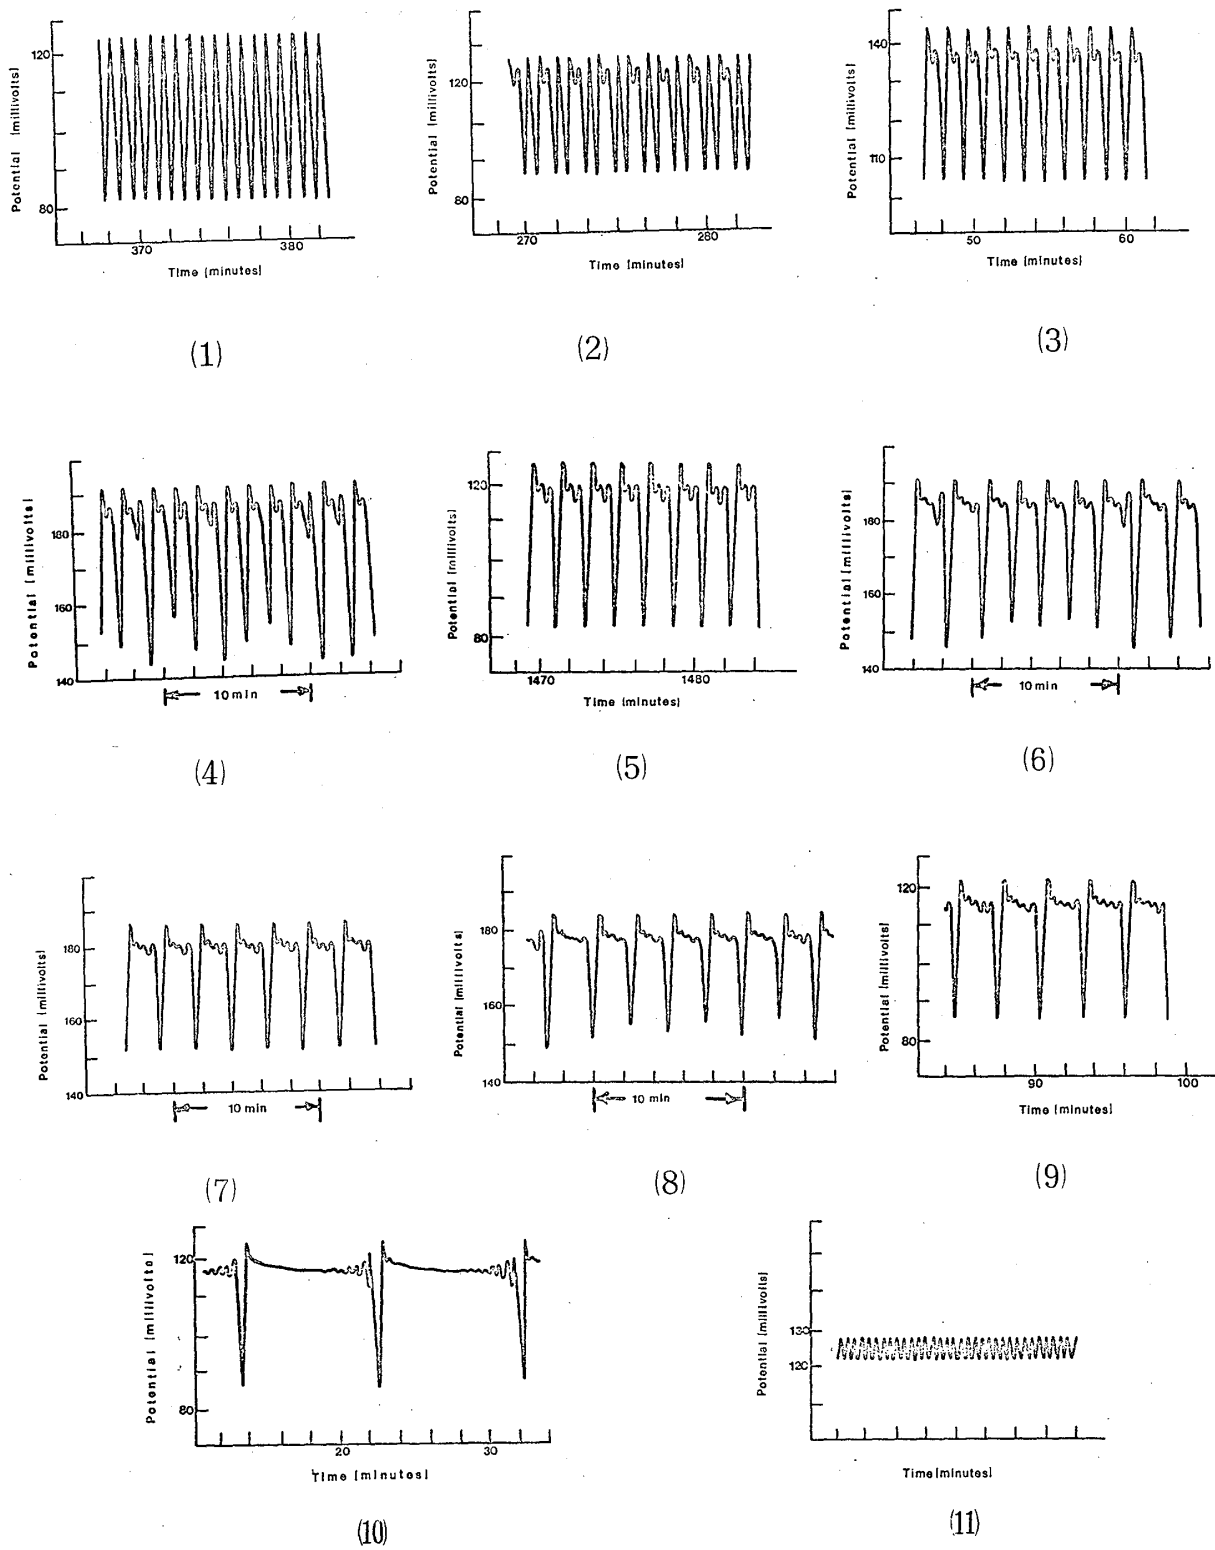 Potential (millivolts)
120
80
370 380
Time (minutes)
(1)
Potential (millivolts)
120
80
270 280
Time (minutes)
(2)
Potential (millivolts)
140
110
50 60
Time (minutes)
(3)
Potential (millivolts)
180
160
140
10 min
(4)
Potential (millivolts)
120
80
1470 1480
Time (minutes)
(5)
Potential (millivolts)
180
160
140
10 min
(6)
Potential (millivolts)
180
160
140
10 min
(7)
Potential (millivolts)
180
160
140
10 min
(8)
Potential (millivolts)
120
80
90 100
Time (minutes)
(9)
Potential (millivolts)
120
80
20 30
Time (minutes)
(10)
Potential (millivolts)
130
120
Time (minutes)
(11)